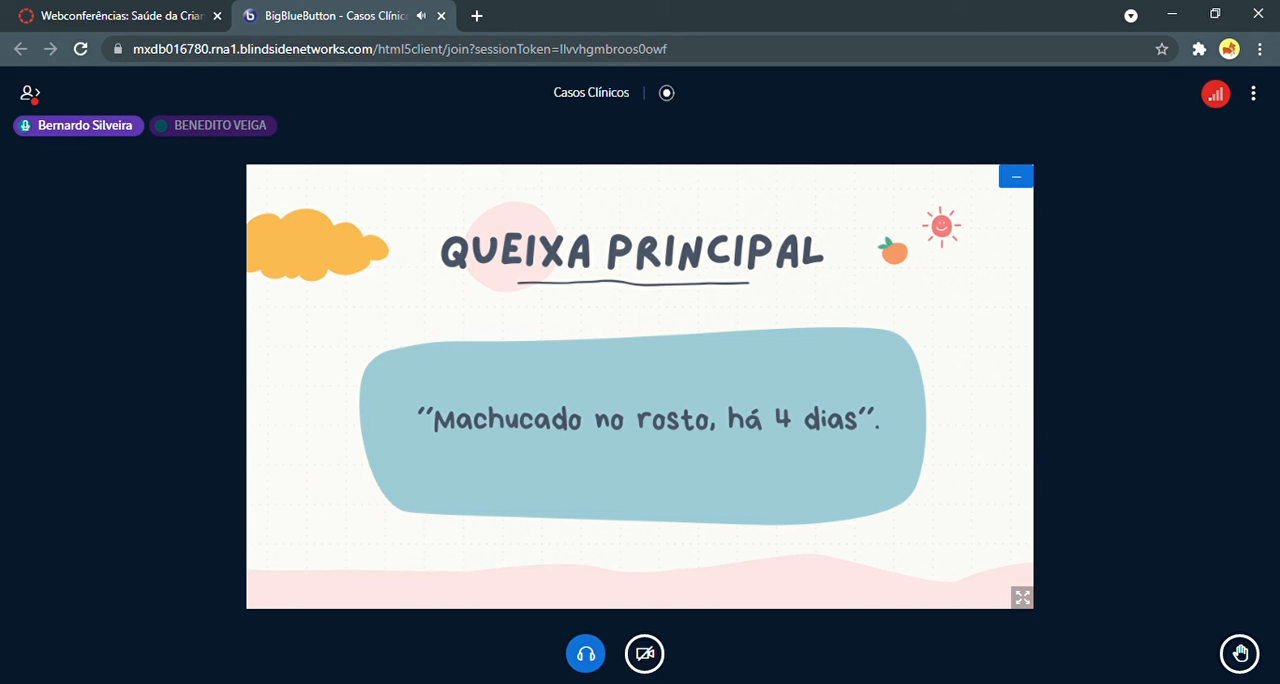 Webconferências: Saúde da Crian
BigBlueButton - Casos Clínic
mxdb016780.rna1.blindsidenetworks.com/html5client/join?sessionToken=llvvhgmbroos0owf
Casos Clínicos
Bernardo Silveira
BENEDITO VEIGA
QUEIXA PRINCIPAL
"Machucado no rosto, há 4 dias".